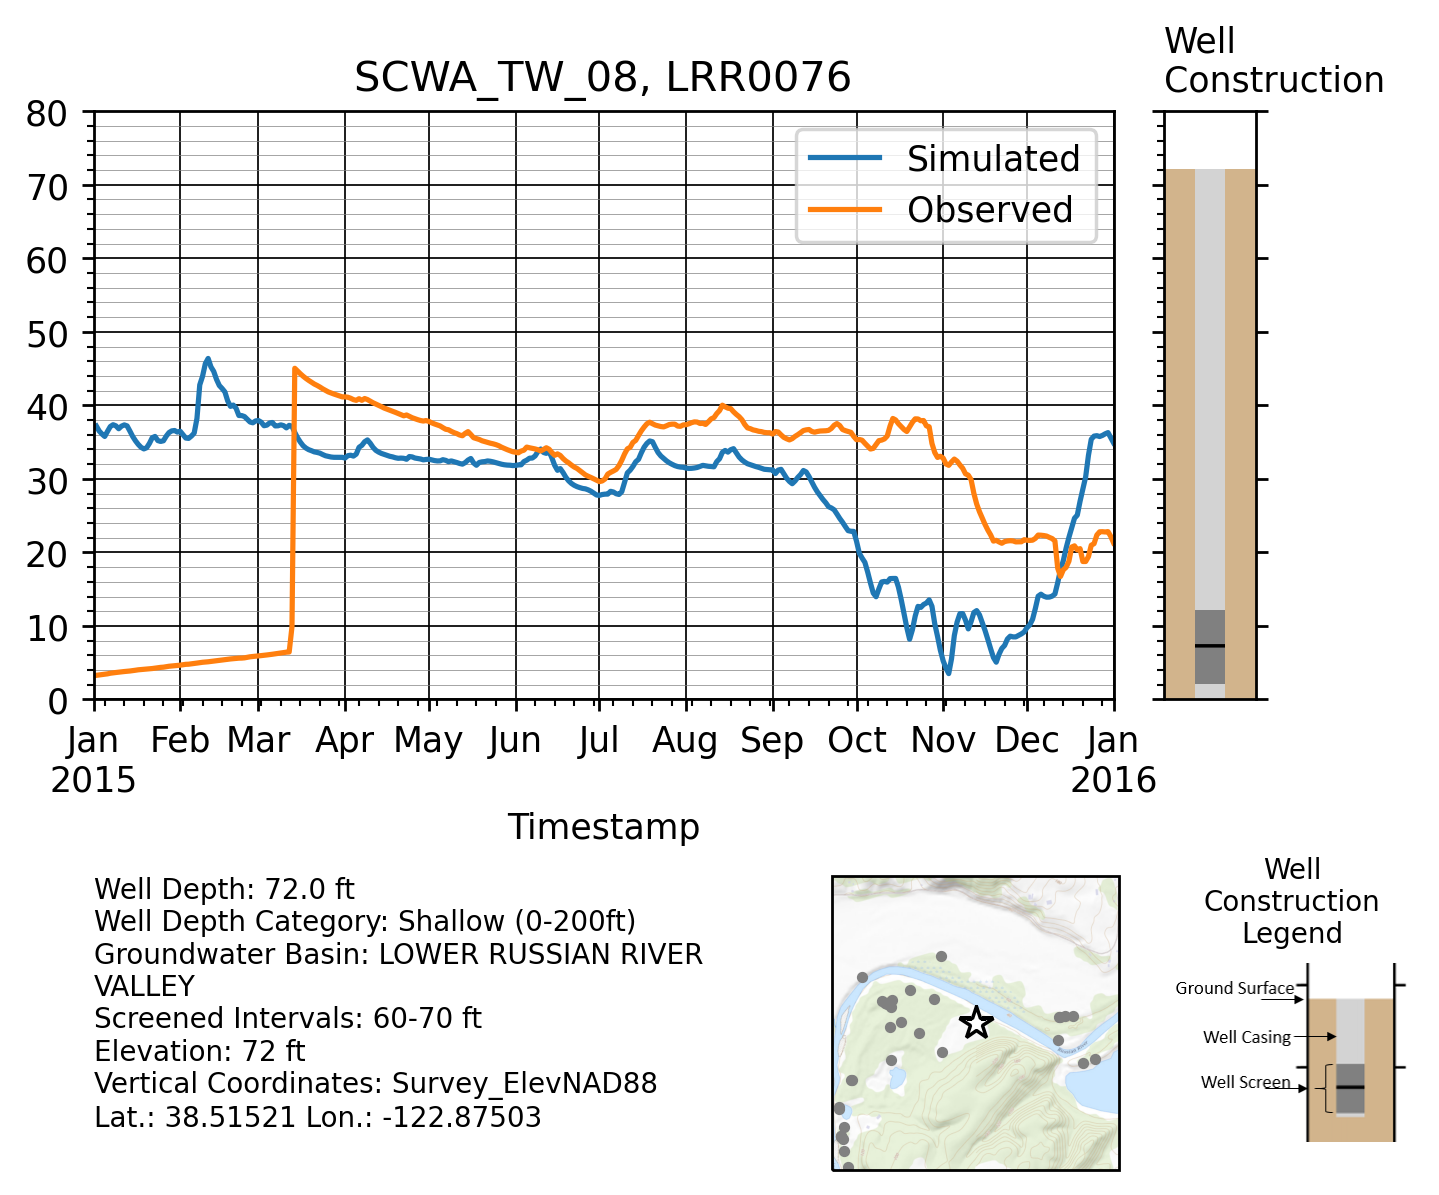 Well
Construction
SCWA_TW_08, LRR0076
80
70
60
50
40
30
20
10
0
Simulated
Observed
Jan
2015
Feb
Mar
Apr
May
Jun
Jul
Aug
Sep
Oct
Nov
Dec
Jan
2016
Timestamp
Well Depth: 72.0 ft
Well Depth Category: Shallow (0-200ft)
Groundwater Basin: LOWER RUSSIAN RIVER
VALLEY
Screened Intervals: 60-70 ft
Elevation: 72 ft
Vertical Coordinates: Survey_ElevNAD88
Lat.: 38.51521 Lon.: -122.87503
Russian River
Well
Construction
Legend
Ground Surface
Well Casing
Well Screen